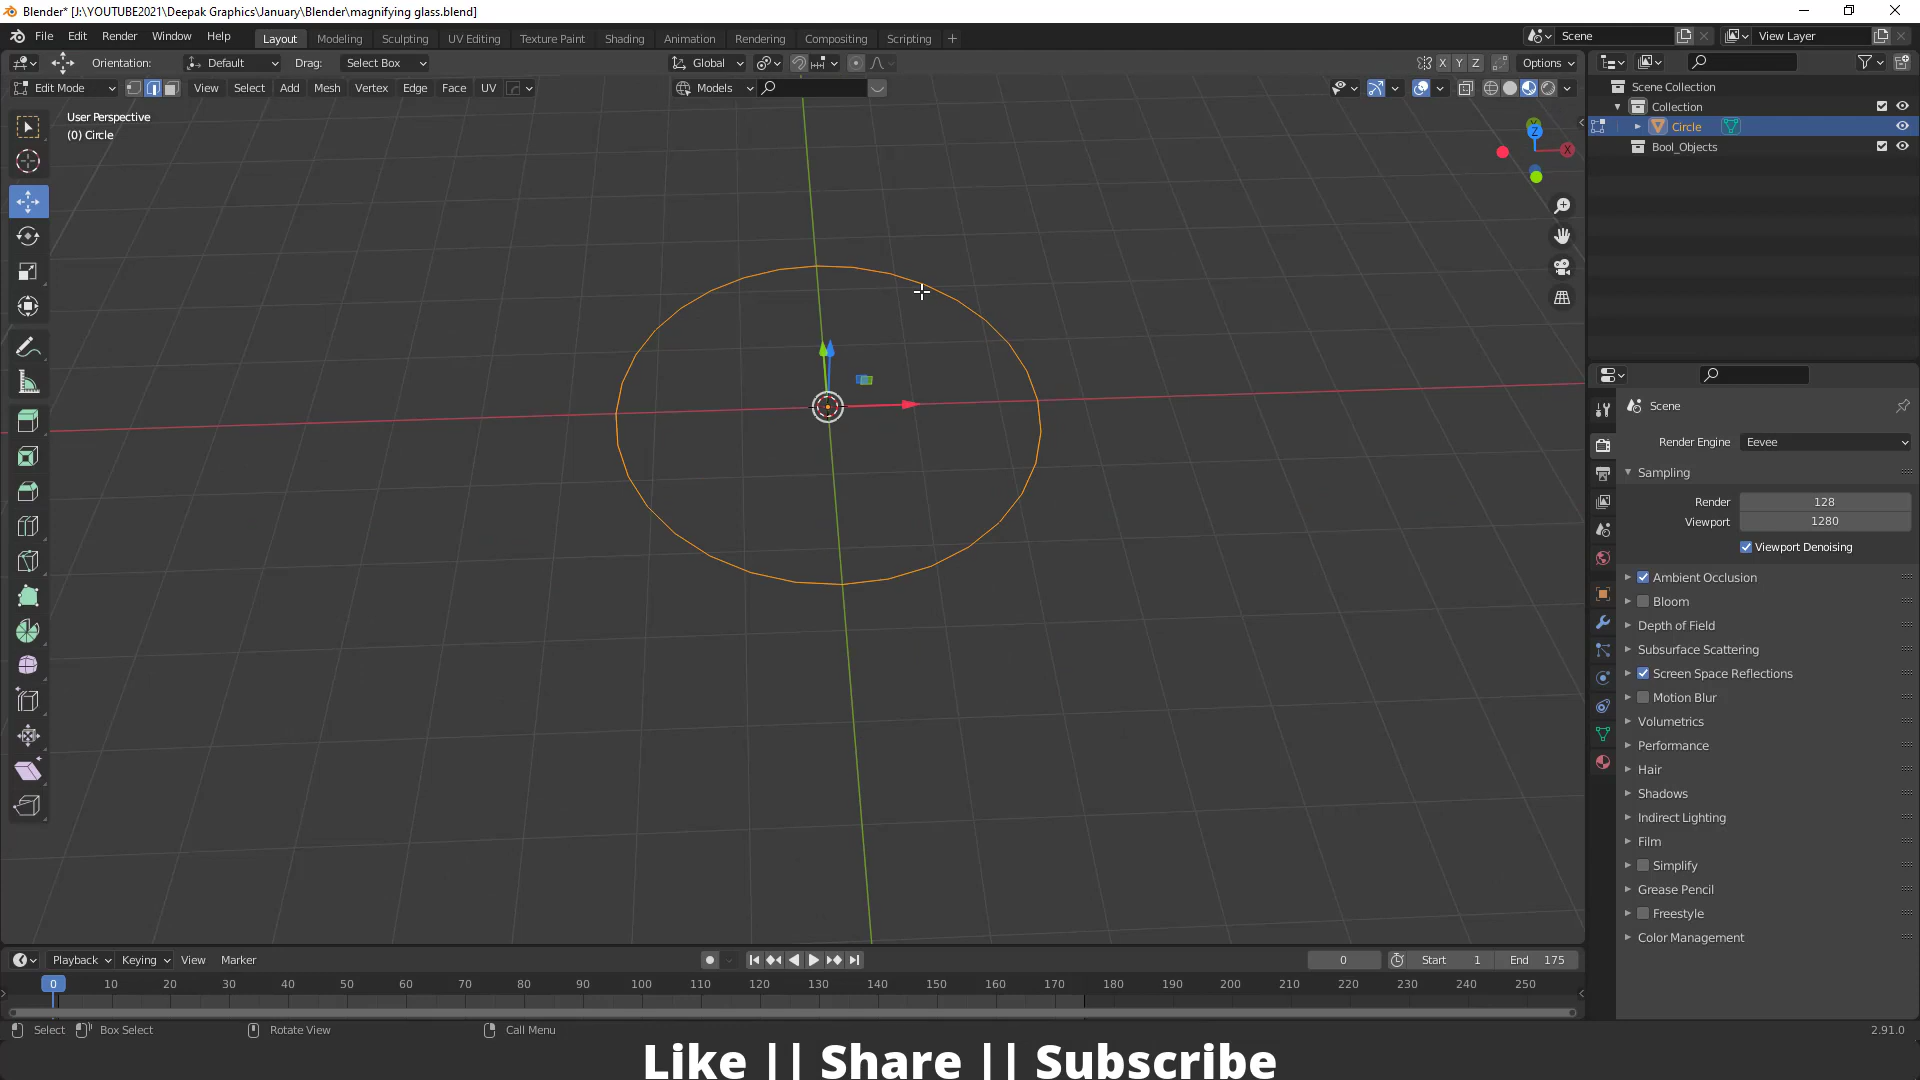 Blender* [J:\YOUTUBE2021\Deepak Graphics\January\Blender\magnifying glass.blend]
File Edit Render Window Help Layout Modeling Sculpting UV Editing Texture Paint Shading Animation Rendering Compositing Scripting + Scene View Layer
Orientation: Default Drag: Select Box Global X Y Z Options
Edit Mode View Select Add Mesh Vertex Edge Face UV Models
User Perspective
(0) Circle
Z
X
Scene Collection
Collection
Circle
Bool_Objects
Scene
Render Engine Eevee
Sampling
Render 128
Viewport 1280
Viewport Denoising
Ambient Occlusion
Bloom
Depth of Field
Subsurface Scattering
Screen Space Reflections
Motion Blur
Volumetrics
Performance
Hair
Shadows
Indirect Lighting
Film
Simplify
Grease Pencil
Freestyle
Color Management
Playback Keying View Marker 0 Start 1 End 175
0 10 20 30 40 50 60 70 80 90 100 110 120 130 140 150 160 170 180 190 200 210 220 230 240 250
Select Box Select Rotate View Call Menu 2.91.0
Like || Share || Subscribe